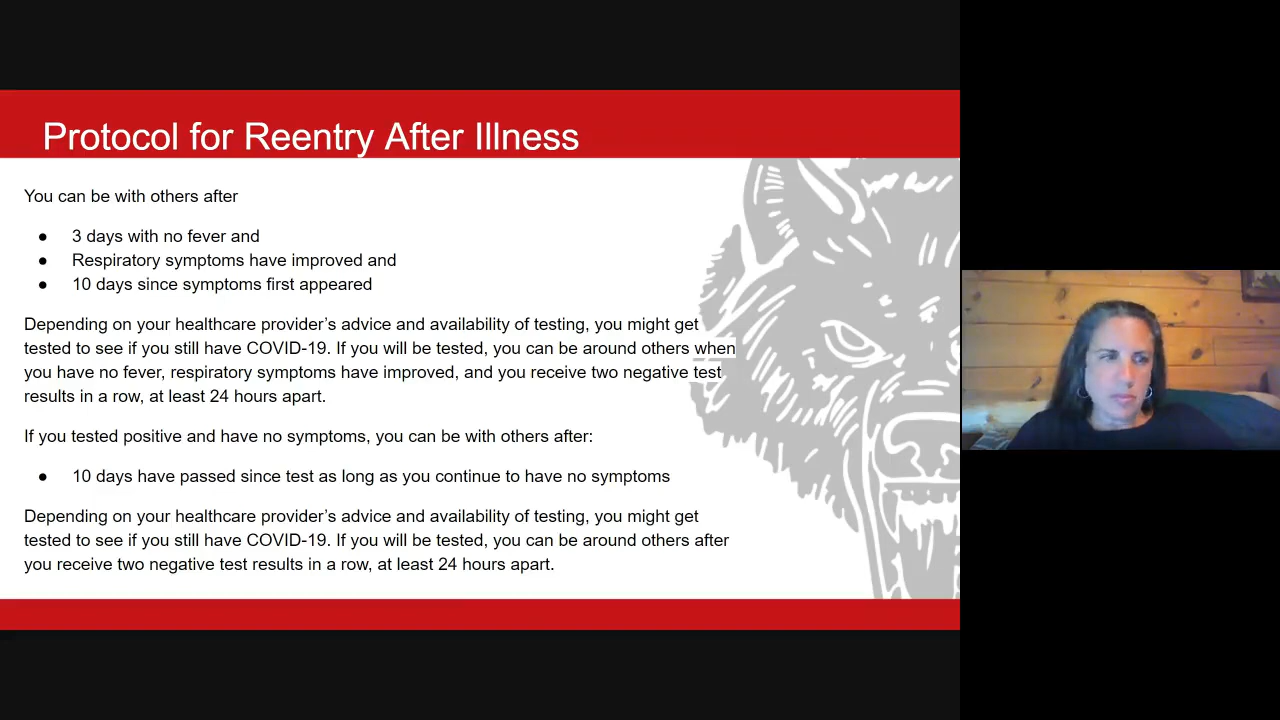 Protocol for Reentry After Illness
You can be with others after
● 3 days with no fever and
● Respiratory symptoms have improved and
● 10 days since symptoms first appeared
Depending on your healthcare provider’s advice and availability of testing, you might get
tested to see if you still have COVID-19. If you will be tested, you can be around others when
you have no fever, respiratory symptoms have improved, and you receive two negative test
results in a row, at least 24 hours apart.
If you tested positive and have no symptoms, you can be with others after:
● 10 days have passed since test as long as you continue to have no symptoms
Depending on your healthcare provider’s advice and availability of testing, you might get
tested to see if you still have COVID-19. If you will be tested, you can be around others after
you receive two negative test results in a row, at least 24 hours apart.